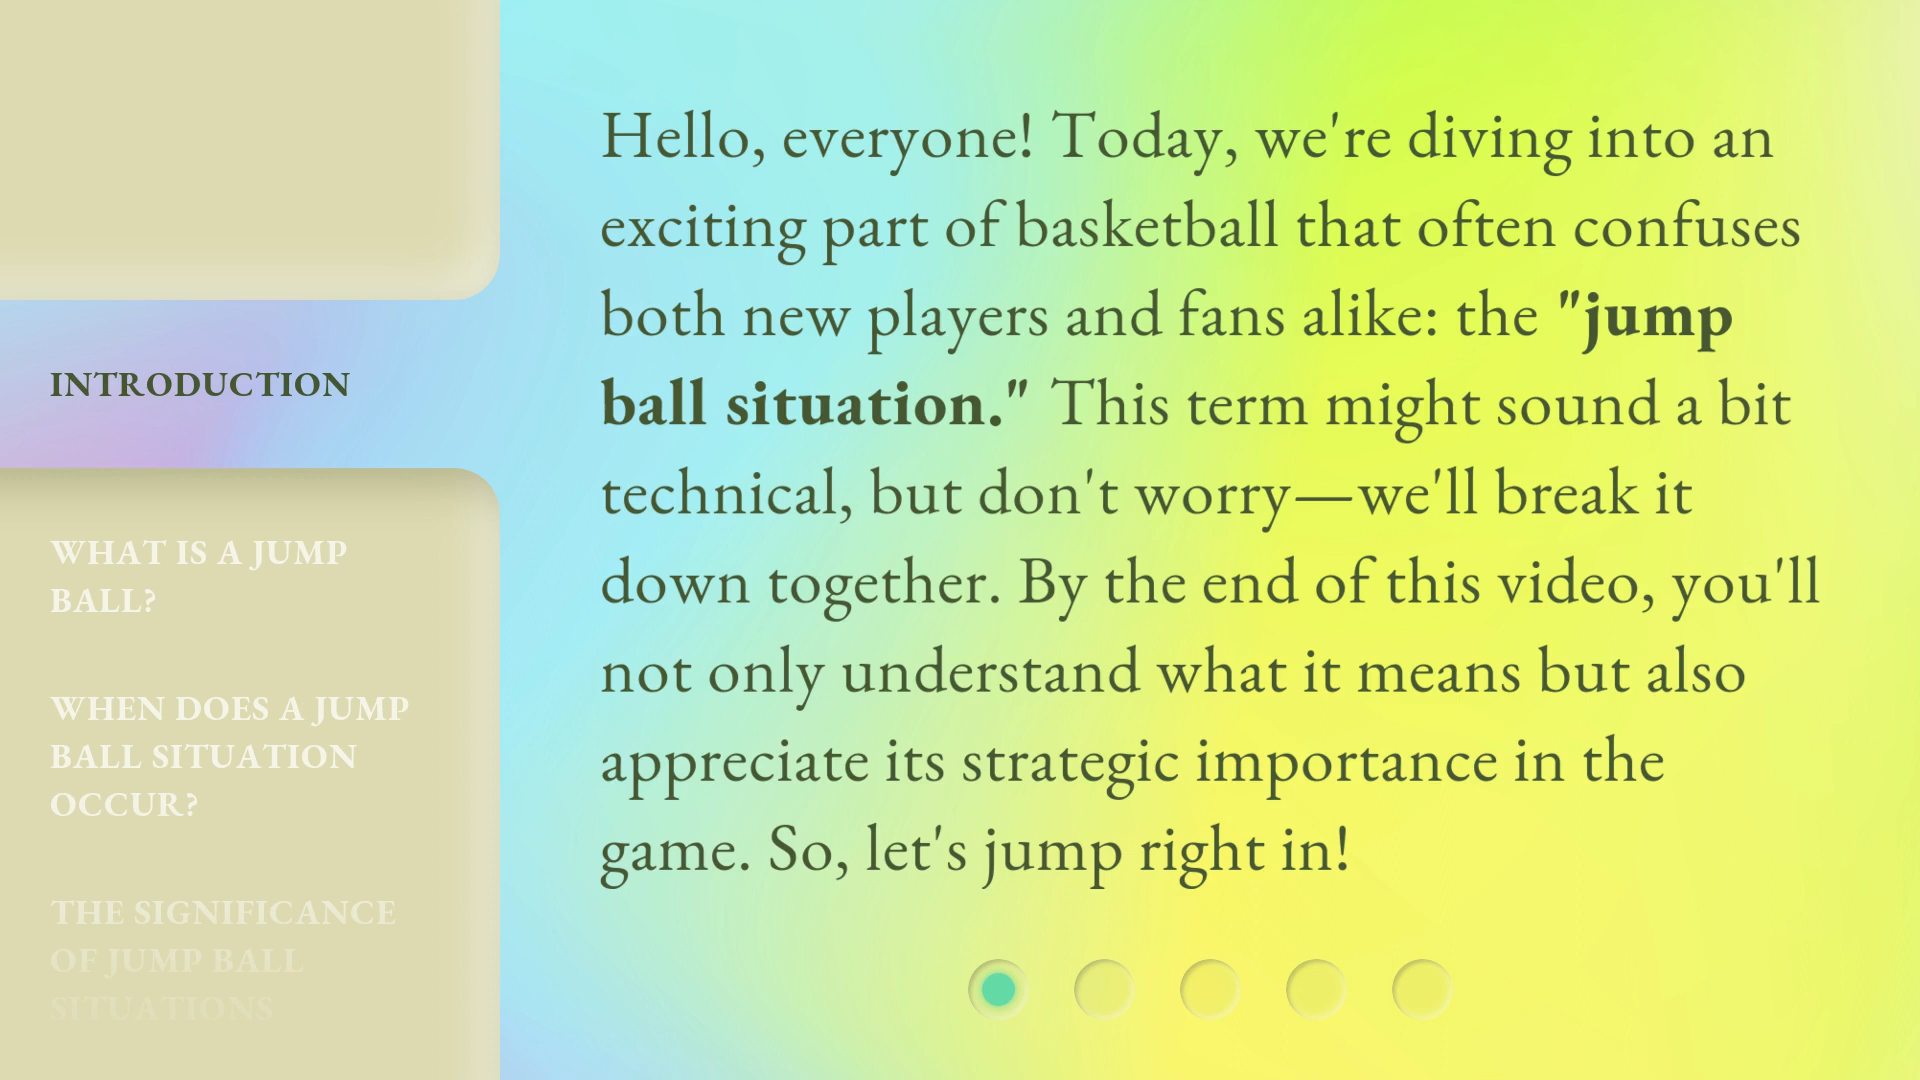 INTRODUCTION
WHAT IS A JUMP
BALL?
WHEN DOES A JUMP
BALL SITUATION
OCCUR?
THE SIGNIFICANCE
OF JUMP BALL
SITUATIONS
Hello, everyone! Today, we're diving into an
exciting part of basketball that often confuses
both new players and fans alike: the "jump
ball situation." This term might sound a bit
technical, but don't worry—we'll break it
down together. By the end of this video, you'll
not only understand what it means but also
appreciate its strategic importance in the
game. So, let's jump right in!